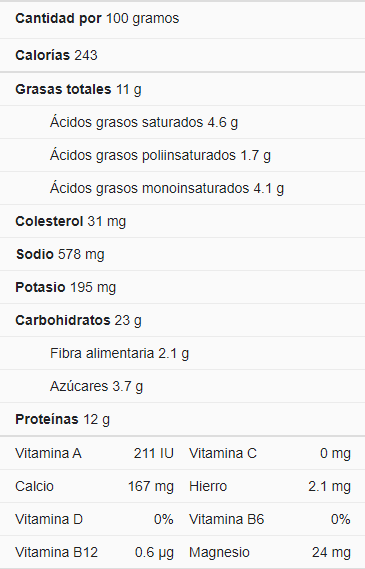 Cantidad por 100 gramos
Calorías 243
Grasas totales 11 g
Ácidos grasos saturados 4.6 g
Ácidos grasos poliinsaturados 1.7 g
Ácidos grasos monoinsaturados 4.1 g
Colesterol 31 mg
Sodio 578 mg
Potasio 195 mg
Carbohidratos 23 g
Fibra alimentaria 2.1 g
Azúcares 3.7 g
Proteínas 12 g
Vitamina A 211 IU Vitamina C 0 mg
Calcio 167 mg Hierro 2.1 mg
Vitamina D 0% Vitamina B6 0%
Vitamina B12 0.6 µg Magnesio 24 mg